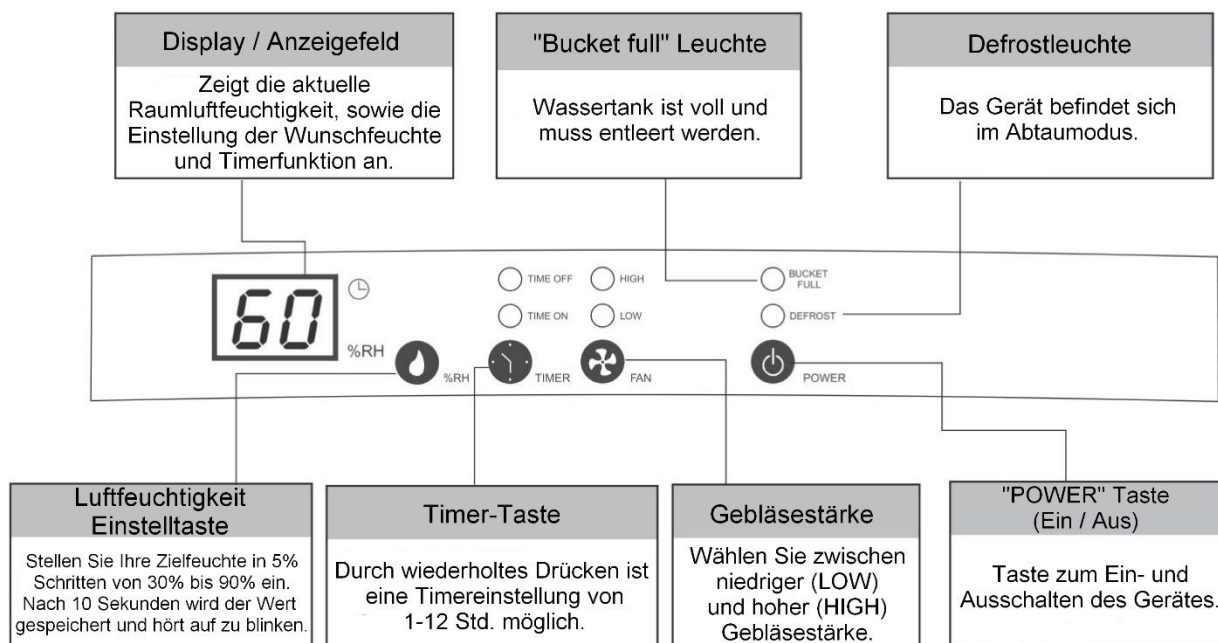 Display / Anzeigefeld
Zeigt die aktuelle
Raumluftfeuchtigkeit, sowie die
Einstellung der Wunschfeuchte
und Timerfunktion an.
"Bucket full" Leuchte
Wassertank ist voll und
muss entleert werden.
Defrostleuchte
Das Gerät befindet sich
im Abtaumodus.
60
%RH
%RH
TIME OFF
TIME ON
TIMER
HIGH
LOW
FAN
BUCKET
FULL
DEFROST
POWER
Luftfeuchtigkeit
Einstelltaste
Stellen Sie Ihre Zielfeuchte in 5%
Schritten von 30% bis 90% ein.
Nach 10 Sekunden wird der Wert
gespeichert und hört auf zu blinken.
Timer-Taste
Durch wiederholtes Drücken ist
eine Timereinstellung von
1-12 Std. möglich.
Gebläsestärke
Wählen Sie zwischen
niedriger (LOW)
und hoher (HIGH)
Gebläsestärke.
"POWER" Taste
(Ein / Aus)
Taste zum Ein- und
Ausschalten des Gerätes.